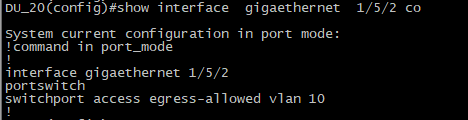 DU_20(config)#show interface  gigaethernet  1/5/2 co
System current configuration in port mode:
!command in port_mode
!
interface gigaethernet 1/5/2
portswitch
switchport access egress-allowed vlan 10
!